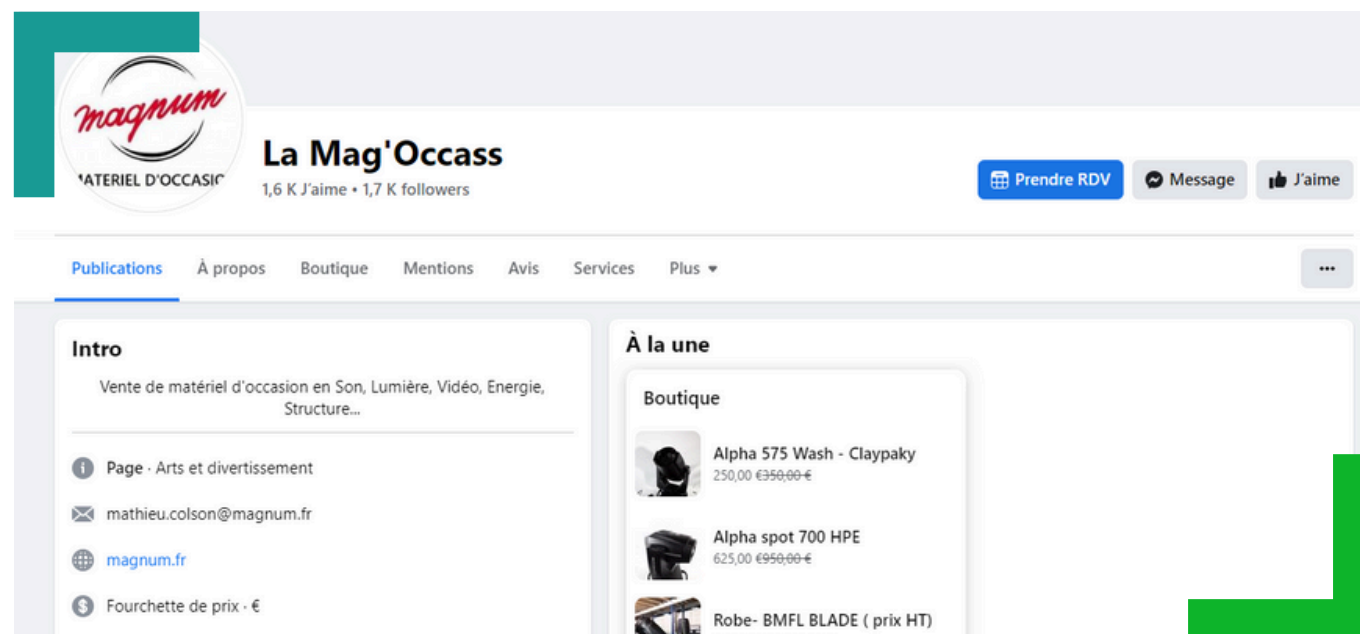 magnum
MATERIEL D'OCCASIO
La Mag'Occass
1,6 K J'aime • 1,7 K followers
Prendre RDV
Message
J'aime
Publications
À propos
Boutique
Mentions
Avis
Services
Plus
Intro
Vente de matériel d'occasion en Son, Lumière, Vidéo, Energie,
Structure...
Page · Arts et divertissement
mathieu.colson@magnum.fr
magnum.fr
Fourchette de prix · €
À la une
Boutique
Alpha 575 Wash - Claypaky
250,00 €350,00 €
Alpha spot 700 HPE
625,00 €950,00 €
Robe- BMFL BLADE ( prix HT)